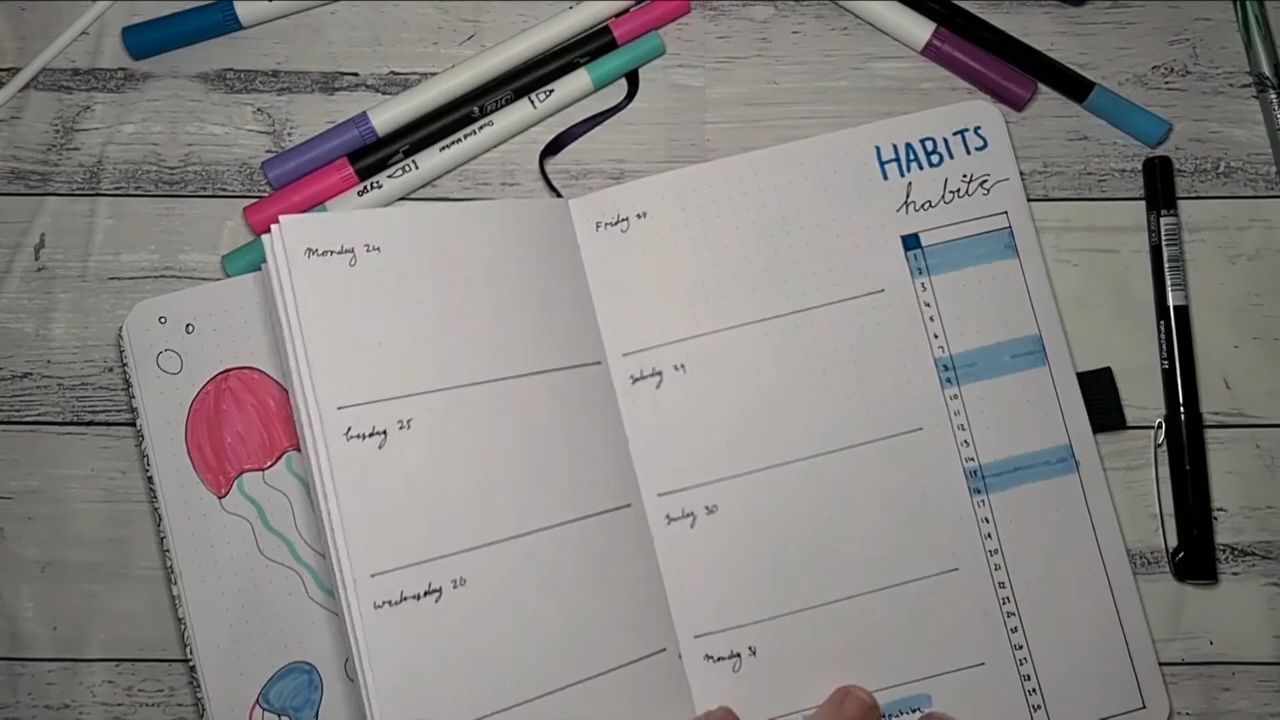 BIC
Dual End Marker
TYPO
Monday 24
Tuesday 25
Wednesday 26
Friday 28
Saturday 29
Sunday 30
Monday 31
HABITS
habits
1
2
3
4
5
6
7
8
9
10
11
12
13
14
15
16
17
18
19
20
21
22
23
24
25
26
27
28
29
30
Shachihata